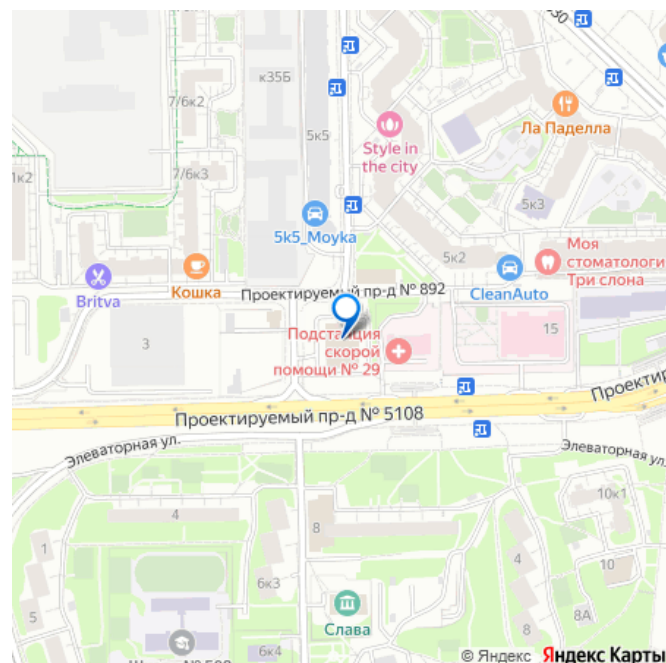 530
к35Б
7/6к2
5к5
Ла Паделла
Style in
the city
7/6к3
1к2
5к3
5k5_Moyka
5к2
Моя
стоматологи
Три слона
Britva
Кошка
Проектируемый пр-д № 892
CleanAuto
3
Подстанция
скорой
помощи № 29
15
Проектир
Проектируемый пр-д № 5108
Элеваторная ул.
Элеваторная ул.
4
8
10к1
1
6к3
10
5
4
Слава
8
8А
6к4
© Яндекс Яндекс Карты